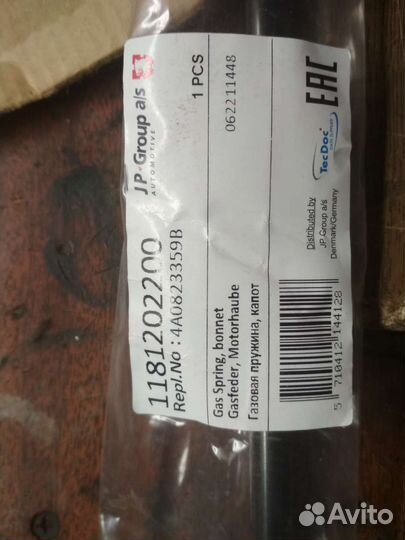 1181202200
Repl.No : 4A0823359B
JP.Group a/s
AUTOMOTIVE
Gas Spring, bonnet
Gasfeder, Motorhaube
Газовая пружина, капот
1 PCS
062211448
EAC
TecDoc
Distributed by
JP Group a/s
Denmark/Germany
5 710412 144128
Avito